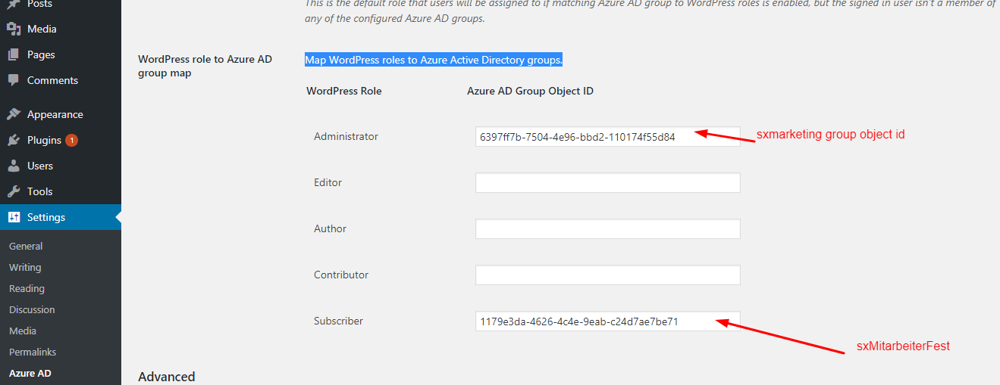 Posts
Media
Pages
Comments
Appearance
Plugins 1
Users
Tools
Settings
General
Writing
Reading
Discussion
Media
Permalinks
Azure AD
This is the default role that users will be assigned to if matching Azure AD group to WordPress roles is enabled, but the signed in user isn't a member of
any of the configured Azure AD groups.
WordPress role to Azure AD
group map
Map WordPress roles to Azure Active Directory groups.
WordPress Role Azure AD Group Object ID
Administrator 6397ff7b-7504-4e96-bbd2-110174f55d84 sxmarketing group object id
Editor
Author
Contributor
Subscriber 1179e3da-4626-4c4e-9eab-c24d7ae7be71
sxMitarbeiterFest
Advanced